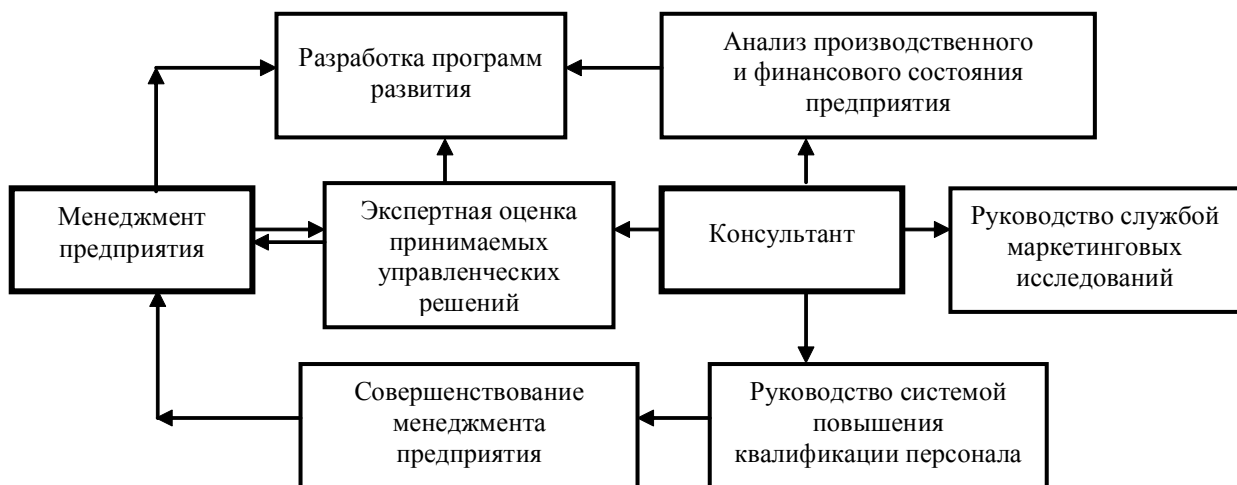 Разработка программ
развития
Анализ производственного
и финансового состояния
предприятия
Менеджмент
предприятия
Экспертная оценка
принимаемых
управленческих
решений
Консультант
Руководство службой
маркетинговых
исследований
Совершенствование
менеджмента
предприятия
Руководство системой
повышения
квалификации персонала